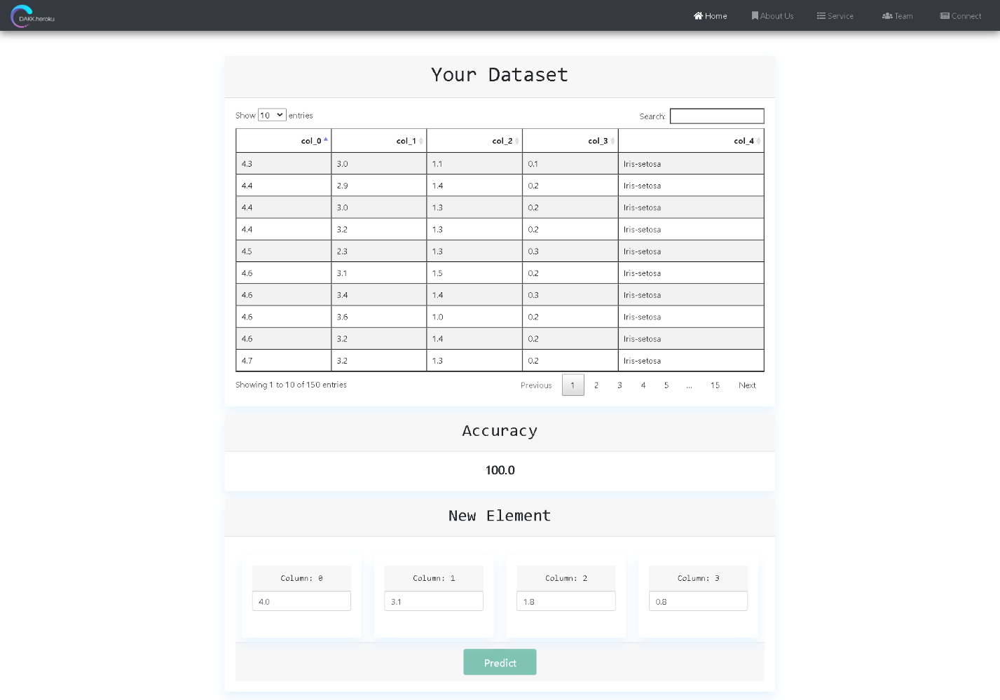 DAKK.heroku Home About Us Service Team Connect
Your Dataset
Show 10 entries Search:
col_0 col_1 col_2 col_3 col_4
4.3 3.0 1.1 0.1 Iris-setosa
4.4 2.9 1.4 0.2 Iris-setosa
4.4 3.0 1.3 0.2 Iris-setosa
4.4 3.2 1.3 0.2 Iris-setosa
4.5 2.3 1.3 0.3 Iris-setosa
4.6 3.1 1.5 0.2 Iris-setosa
4.6 3.4 1.4 0.3 Iris-setosa
4.6 3.6 1.0 0.2 Iris-setosa
4.6 3.2 1.4 0.2 Iris-setosa
4.7 3.2 1.3 0.2 Iris-setosa
Showing 1 to 10 of 150 entries Previous 1 2 3 4 5 ... 15 Next
Accuracy
100.0
New Element
Column: 0 Column: 1 Column: 2 Column: 3
4.0 3.1 1.8 0.8
Predict